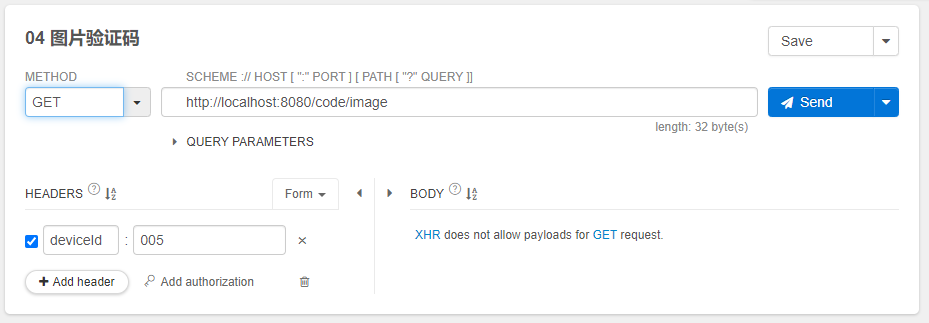 04 图片验证码
Save
METHOD
SCHEME :// HOST [ ":" PORT ] [ PATH [ "?" QUERY ]]
GET
http://localhost:8080/code/image
Send
length: 32 byte(s)
QUERY PARAMETERS
HEADERS ? AZ
Form
BODY ? AZ
deviceId : 005 ×
XHR does not allow payloads for GET request.
+ Add header
Add authorization